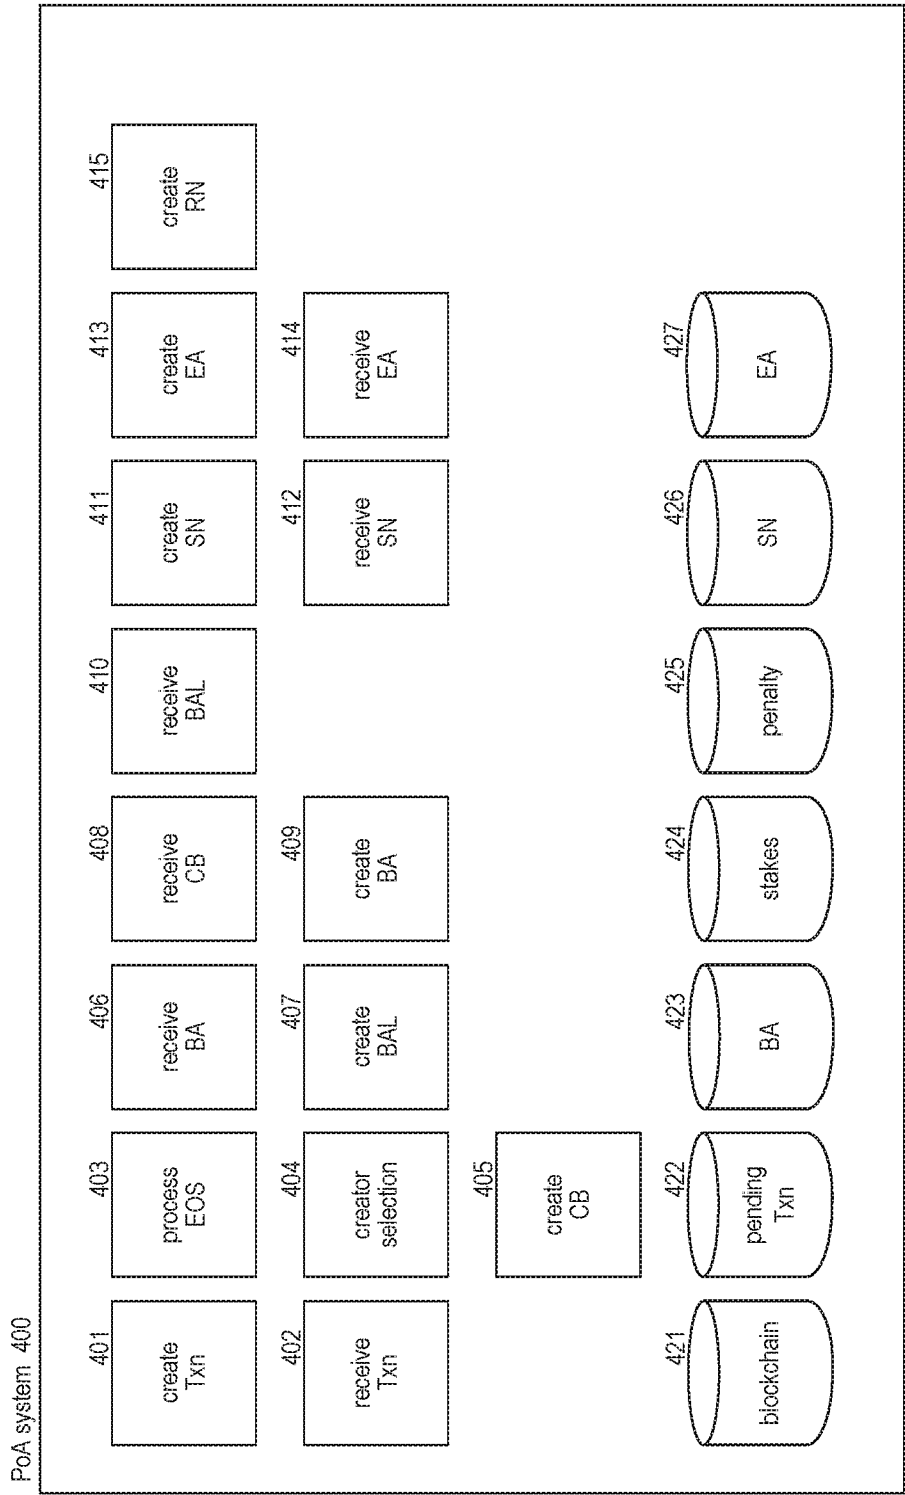 PoA system 400
401
create
Txn
403
process
EOS
406
receive
BA
408
receive
CB
410
receive
BAL
411
create
SN
413
create
EA
415
create
RN
402
receive
Txn
404
creator
selection
407
create
BAL
409
create
BA
412
receive
SN
414
receive
EA
405
create
CB
421
blockchain
422
pending
Txn
423
BA
424
stakes
425
penalty
426
SN
427
EA